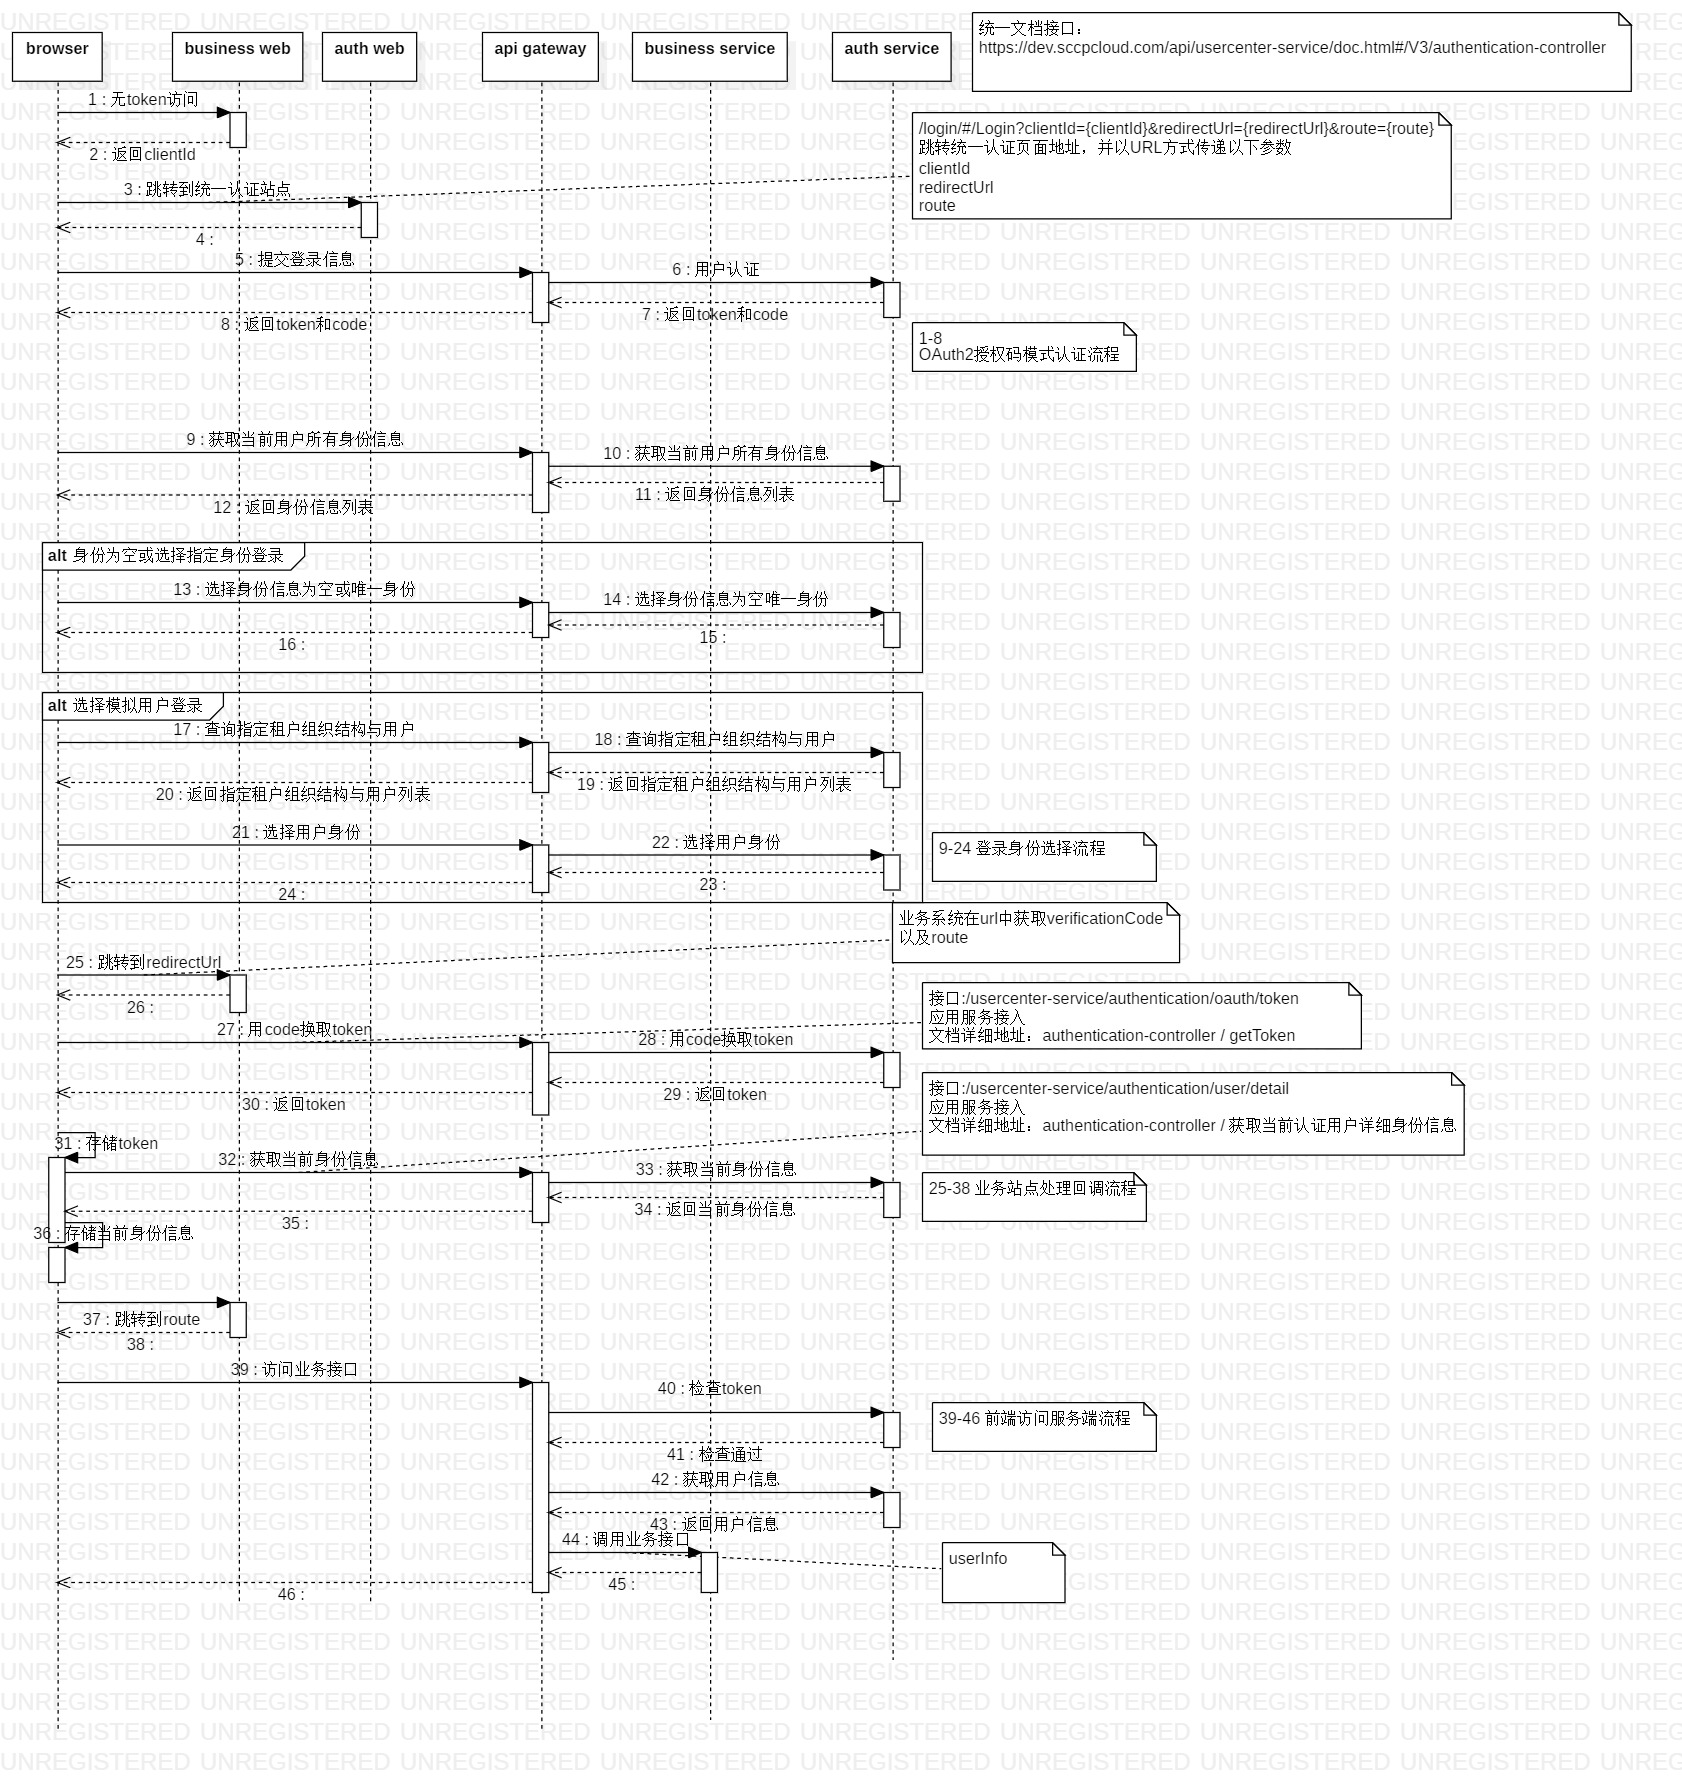 browser
business web
auth web
api gateway
business service
auth service
统一文档接口：
https://dev.sccpcloud.com/api/usercenter-service/doc.html#/V3/authentication-controller
1 : 无token访问
2 : 返回clientId
/login/#/Login?clientId={clientId}&redirectUrl={redirectUrl}&route={route}
跳转统一认证页面地址，并以URL方式传递以下参数
clientId
redirectUrl
route
3 : 跳转到统一认证站点
4 :
5 : 提交登录信息
6 : 用户认证
7 : 返回token和code
8 : 返回token和code
1-8
OAuth2授权码模式认证流程
9 : 获取当前用户所有身份信息
10 : 获取当前用户所有身份信息
11 : 返回身份信息列表
12 : 返回身份信息列表
alt 身份为空或选择指定身份登录
13 : 选择身份信息为空或唯一身份
14 : 选择身份信息为空唯一身份
15 :
16 :
alt 选择模拟用户登录
17 : 查询指定租户组织结构与用户
18 : 查询指定租户组织结构与用户
19 : 返回指定租户组织结构与用户列表
20 : 返回指定租户组织结构与用户列表
21 : 选择用户身份
22 : 选择用户身份
23 :
24 :
9-24 登录身份选择流程
业务系统在url中获取verificationCode
以及route
25 : 跳转到redirectUrl
26 :
接口:/usercenter-service/authentication/oauth/token
应用服务接入
文档详细地址：authentication-controller / getToken
27 : 用code换取token
28 : 用code换取token
29 : 返回token
30 : 返回token
接口:/usercenter-service/authentication/user/detail
应用服务接入
文档详细地址：authentication-controller / 获取当前认证用户详细身份信息
31 : 存储token
32 : 获取当前身份信息
33 : 获取当前身份信息
34 : 返回当前身份信息
35 :
25-38 业务站点处理回调流程
36 : 存储当前身份信息
37 : 跳转到route
38 :
39 : 访问业务接口
40 : 检查token
41 : 检查通过
39-46 前端访问服务端流程
42 : 获取用户信息
43 : 返回用户信息
44 : 调用业务接口
45 :
46 :
userInfo
UNREGISTERED